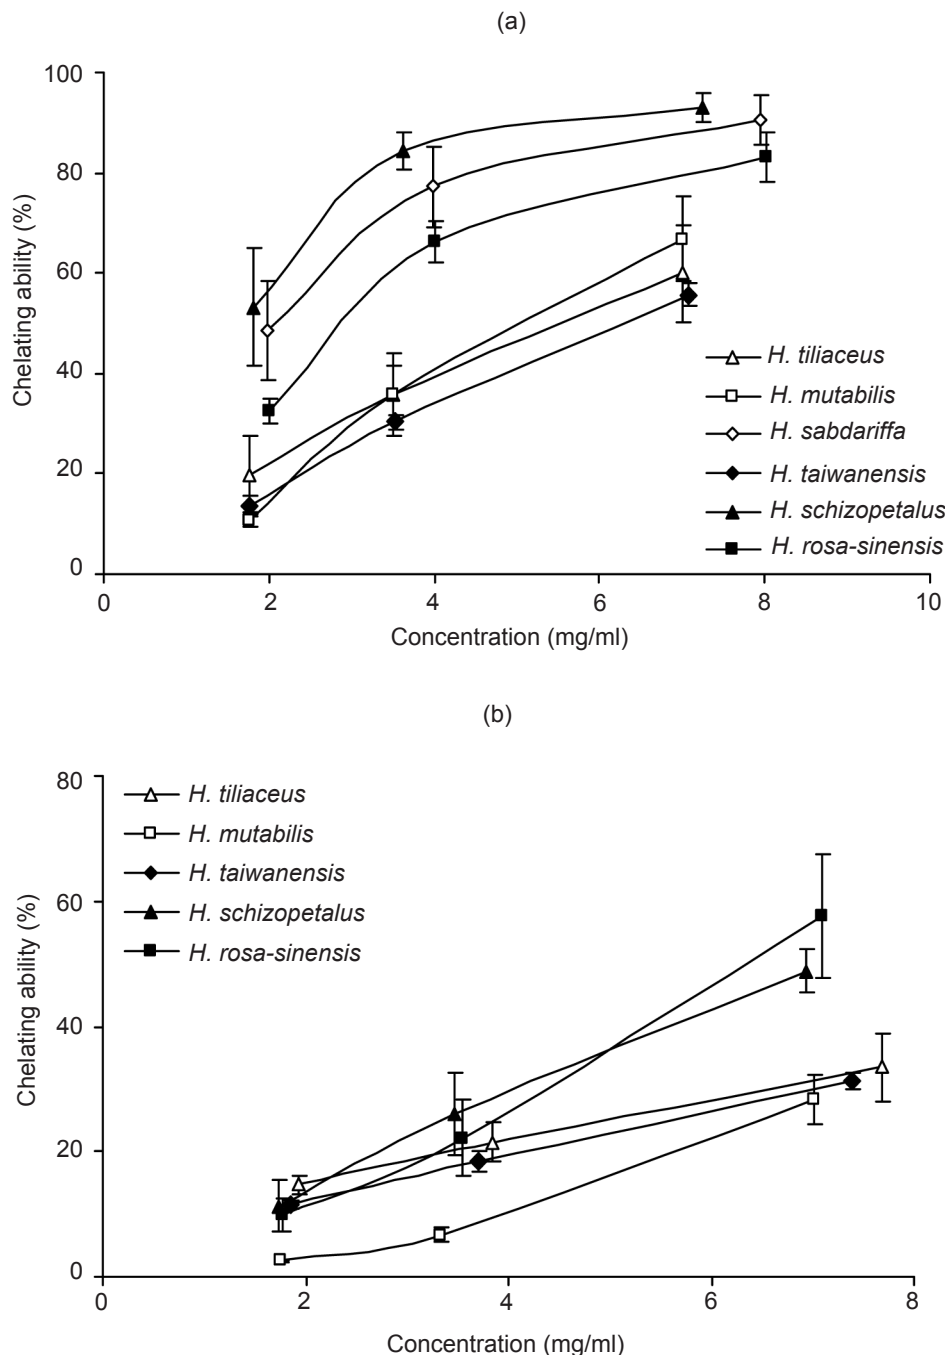 (a)
100
80
60
40
20
0
Chelating ability (%)
H. tiliaceus
H. mutabilis
H. sabdariffa
H. taiwanensis
H. schizopetalus
H. rosa-sinensis
0 2 4 6 8 10
Concentration (mg/ml)
(b)
80
60
40
20
0
Chelating ability (%)
H. tiliaceus
H. mutabilis
H. taiwanensis
H. schizopetalus
H. rosa-sinensis
0 2 4 6 8
Concentration (mg/ml)